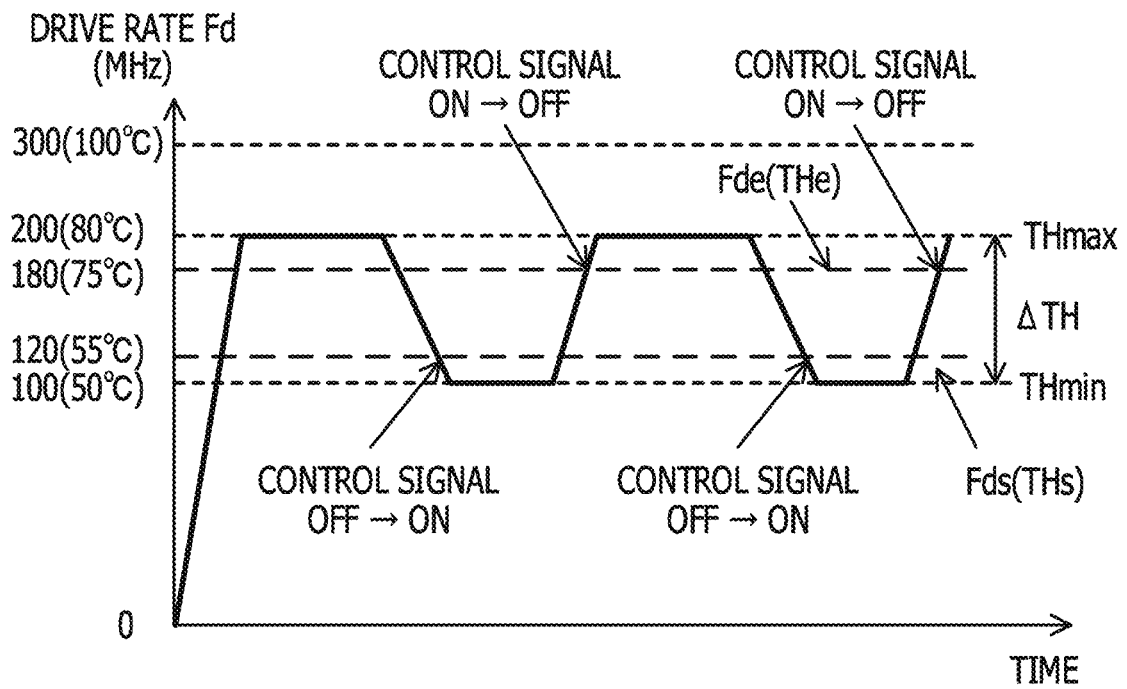 DRIVE RATE Fd
(MHz)
CONTROL SIGNAL
ON → OFF
CONTROL SIGNAL
ON → OFF
300(100℃)
Fde(THe)
200(80℃)
THmax
180(75℃)
Δ TH
120(55℃)
100(50℃)
THmin
CONTROL SIGNAL
OFF → ON
CONTROL SIGNAL
OFF → ON
Fds(THs)
0
TIME